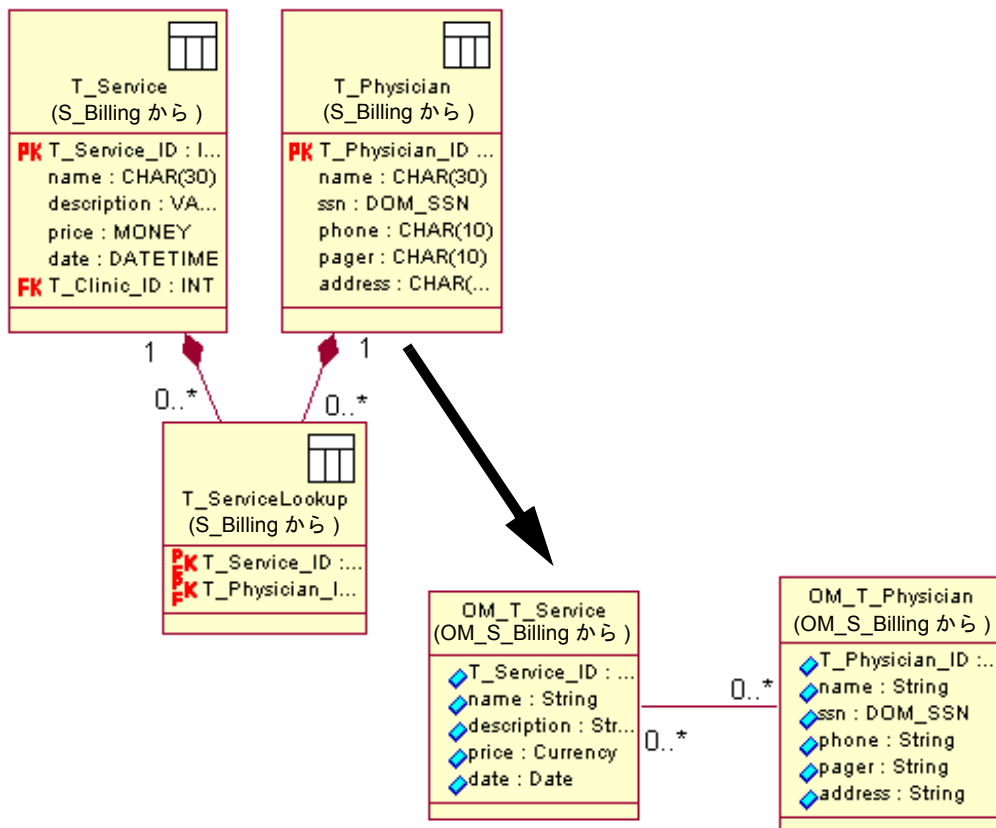 T_Service
(S_Billing から )
PK T_Service_ID : I...
name : CHAR(30)
description : VA...
price : MONEY
date : DATETIME
FK T_Clinic_ID : INT
T_Physician
(S_Billing から )
PK T_Physician_ID ...
name : CHAR(30)
ssn : DOM_SSN
phone : CHAR(10)
pager : CHAR(10)
address : CHAR(...
1
0..*
1
0..*
T_ServiceLookup
(S_Billing から )
PFK T_Service_ID :...
PFK T_Physician_I...
OM_T_Service
(OM_S_Billing から )
T_Service_ID : ...
name : String
description : Str...
price : Currency
date : Date
0..*
0..*
OM_T_Physician
(OM_S_Billing から )
T_Physician_ID :...
name : String
ssn : DOM_SSN
phone : String
pager : String
address : String